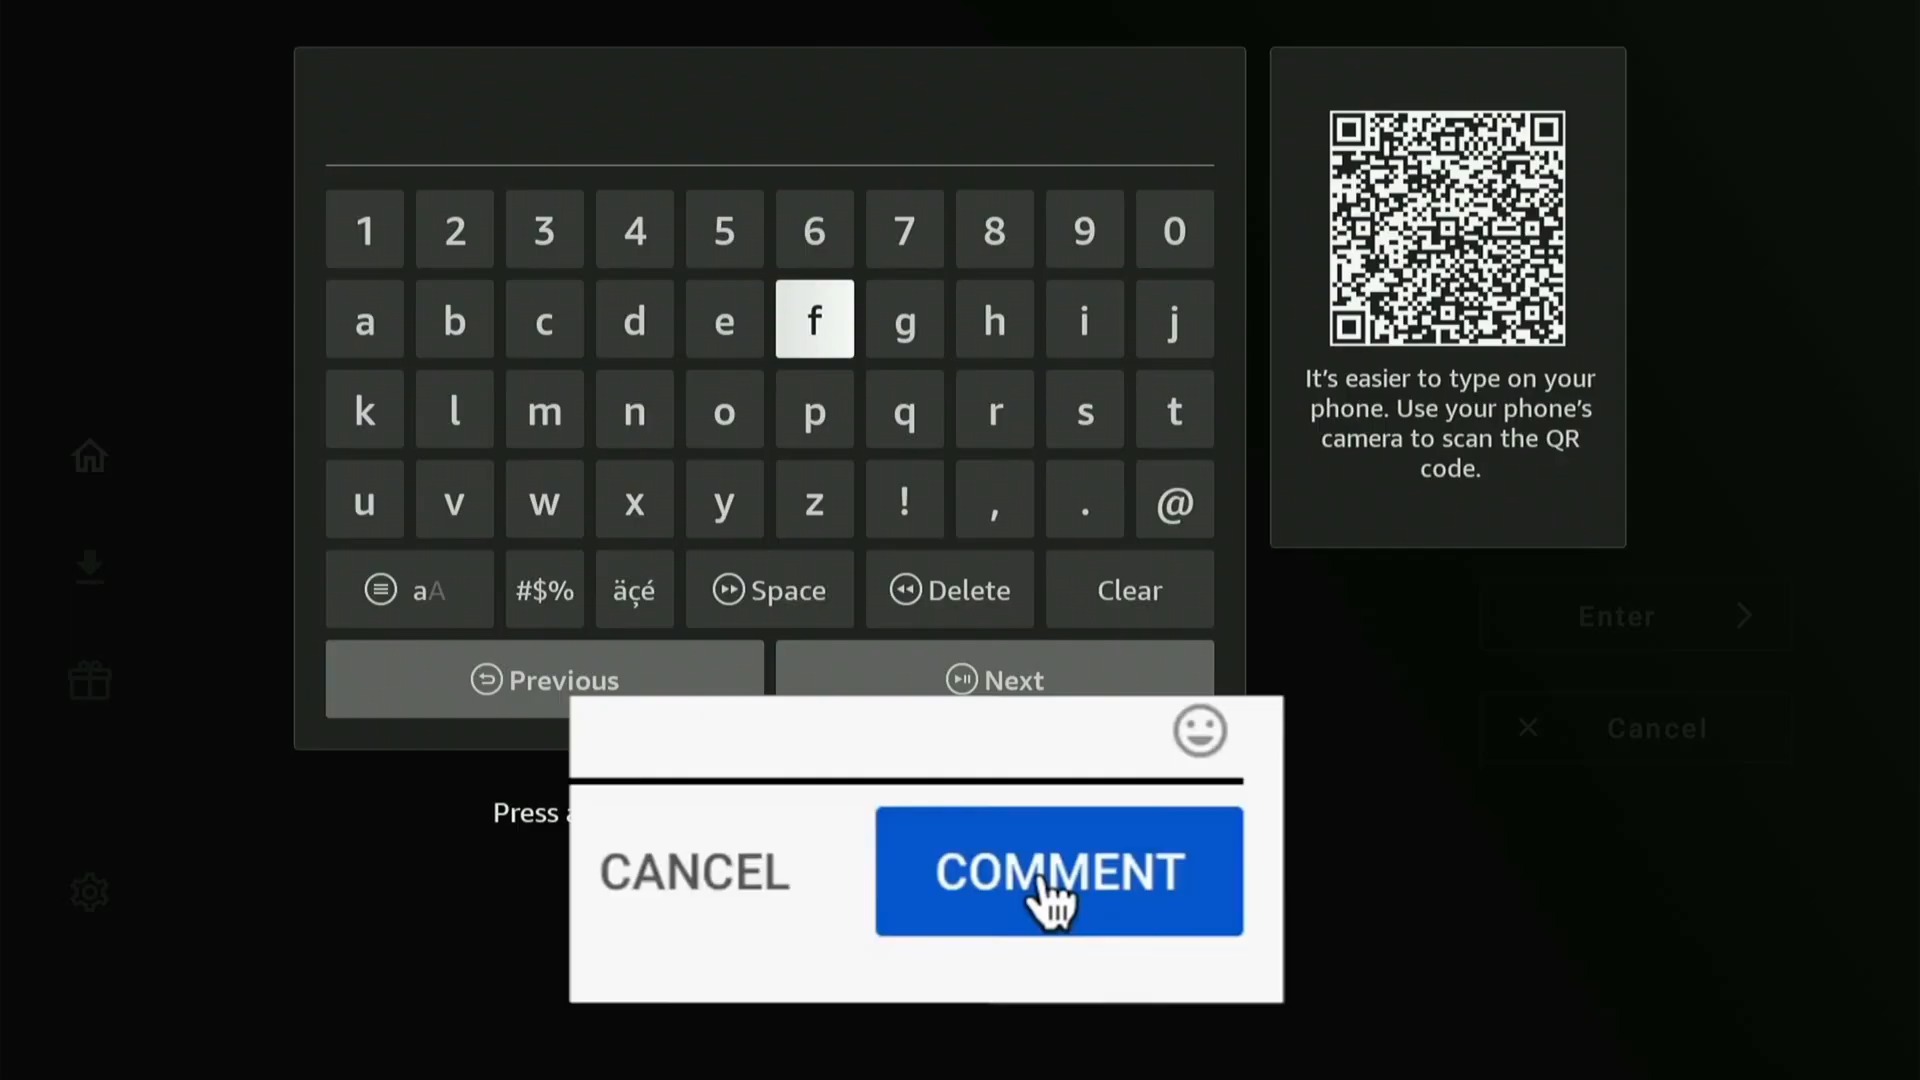 1 2 3 4 5 6 7 8 9 0
a b c d e f g h i j
k l m n o p q r s t
u v w x y z ! , . @
aA #$% äçé Space Delete Clear
Previous Next
It's easier to type on your
phone. Use your phone's
camera to scan the QR
code.
Enter
Cancel
Press
CANCEL COMMENT